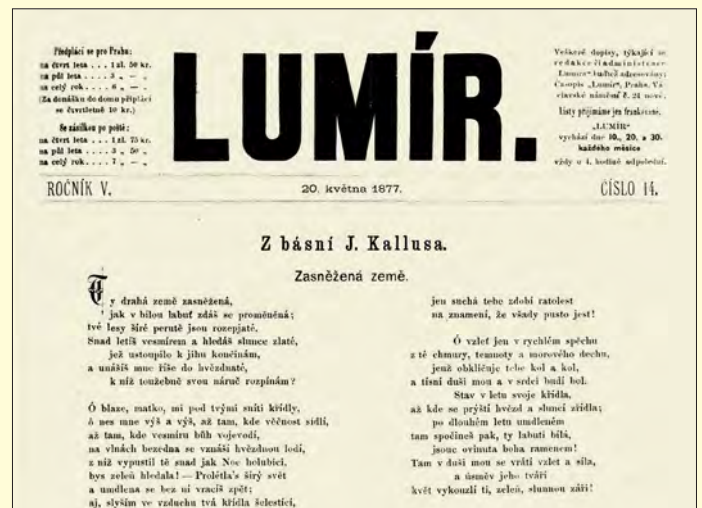 Předplácí se pro Prahu:
na čtvrt leta . . . 1 zl. 50 kr.
na půl leta . . . . 3 „ — „
na celý rok . . . . 6 „ — „
(Za donášku do domu připlácí
se čtvrtletně 10 kr.)
Se zásilkou po poště:
na čtvrt leta . . . 1 zl. 75 kr.
na půl leta . . . . 3 „ 50 „
na celý rok . . . . 7 „ — „
LUMÍR.
Veškeré dopisy, týkající se
redakce či administrace
„Lumíra“ buďtež adresovány:
Časopis „Lumír“, Praha, Vá-
clavské náměstí č. 21 nové.
Listy přijímáme jen frankované.
„LUMÍR“
vychází dne 10., 20. a 30.
každého měsíce
vždy o 4. hodině odpolední.
ROČNÍK V.
20. května 1877.
ČÍSLO 14.
Z básní J. Kallusa.
Zasněžená země.
Ty drahá země zasněžená,
jak v bílou labuť zdáš se proměněná;
tvé lesy šíré perutě jsou rozepjaté.
Snad letíš vesmírem a hledáš slunce zlaté,
jež ustoupilo k jihu končinám,
a unášíš mne říše do hvězdnaté,
k níž toužebně svou náruč rozpínám?
Ó blaze, matko, mi pod tvými sníti křídly,
ó nes mne výš a výš, až tam, kde věčnost sídlí,
až tam, kde vesmíru bůh vojevodí,
na vlnách bezedna se vznáší hvězdnou lodí,
z níž vypustil tě snad jak Noe holubici,
bys zeleň hledala! — Prolétla's širý svět
a umdlena se bez ní vracíš zpět;
aj, slyším ve vzduchu tvá křídla šelestící,
jen suchá tebe zdobí ratolest
na znamení, že všady pusto jest!
Ó vzleť jen v rychlém spěchu
z té chmury, temnoty a morového dechu,
jenž obkličuje tebe kol a kol,
a tísní duši mou a v srdci budí bol.
Stav v letu svoje křídla,
až kde se prýští hvězd a sluncí zřídla;
po dlouhém letu umdleném
tam spočineš pak, ty labuti bílá,
jsouc ovinuta boha ramenem!
Tam v duši mou se vrátí vzlet a síla,
a úsměv jeho tváří
květ vykouzlí ti, zeleň, slunnou záři!